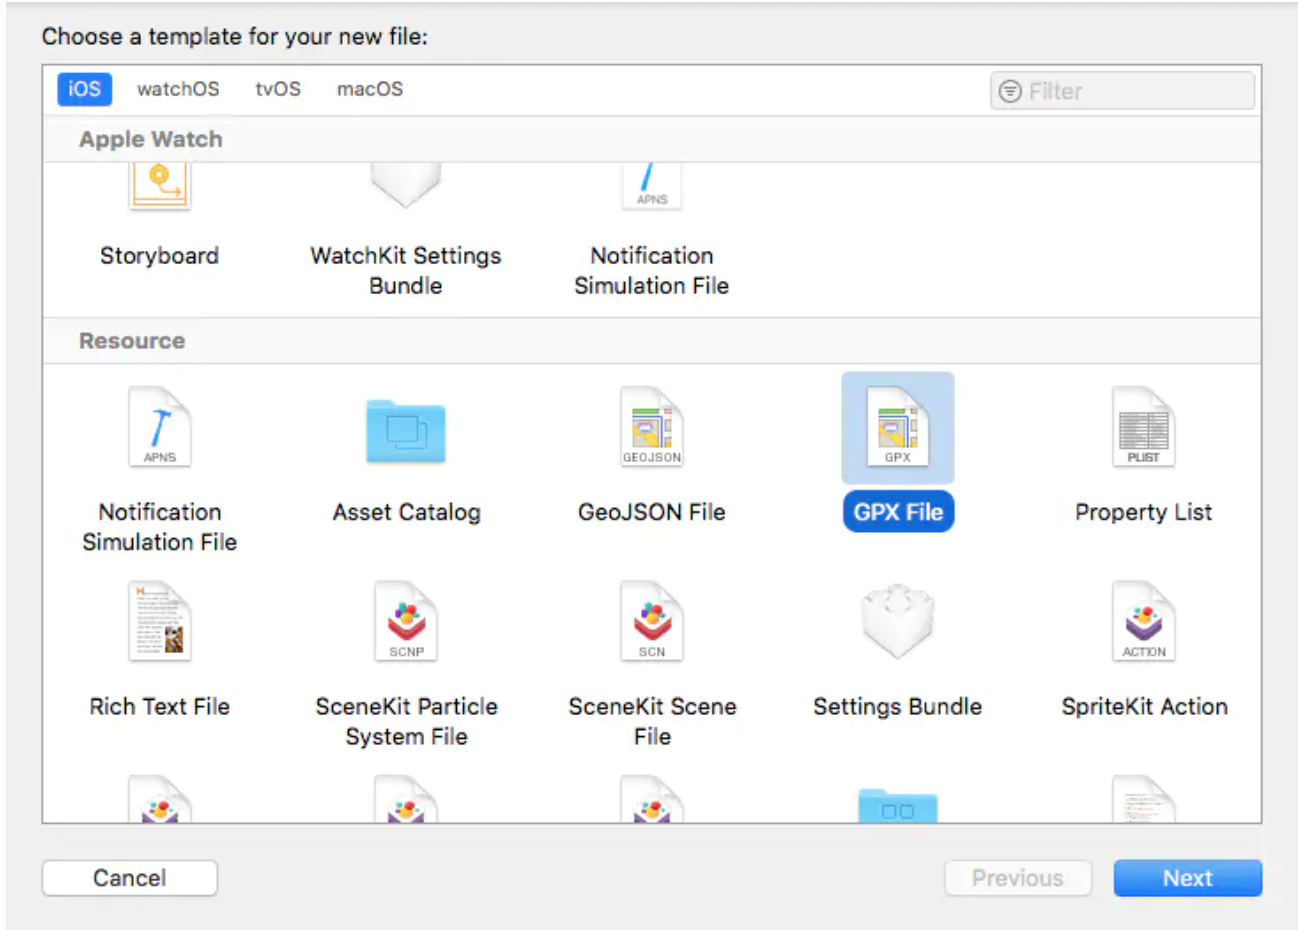 Choose a template for your new file:
iOS watchOS tvOS macOS Filter
Apple Watch
APNS
Storyboard WatchKit Settings Bundle Notification Simulation File
Resource
APNS GEOJSON GPX PLIST
Notification Simulation File Asset Catalog GeoJSON File GPX File Property List
SCNP SCN ACTION
Rich Text File SceneKit Particle System File SceneKit Scene File Settings Bundle SpriteKit Action
Cancel Previous Next